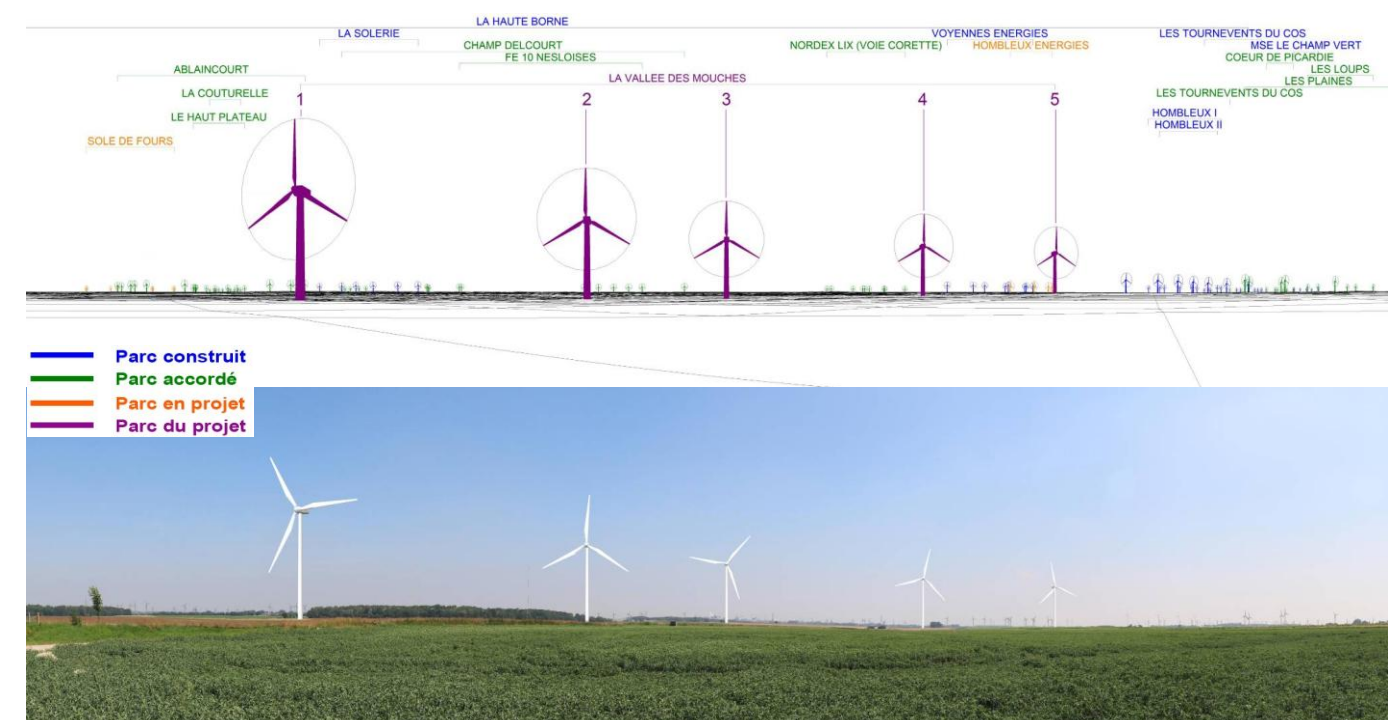 LA HAUTE BORNE
LA SOLERIE
VOYENNES ENERGIES
LES TOURNEVENTS DU COS
CHAMP DELCOURT
NORDEX LIX (VOIE CORETTE)
HOMBLEUX ENERGIES
MSE LE CHAMP VERT
FE 10 NESLOISES
COEUR DE PICARDIE
ABLAINCOURT
LA VALLEE DES MOUCHES
LES LOUPS
LES PLAINES
LA COUTURELLE
1
2
3
4
5
LES TOURNEVENTS DU COS
LE HAUT PLATEAU
HOMBLEUX I
HOMBLEUX II
SOLE DE FOURS
Parc construit
Parc accordé
Parc en projet
Parc du projet